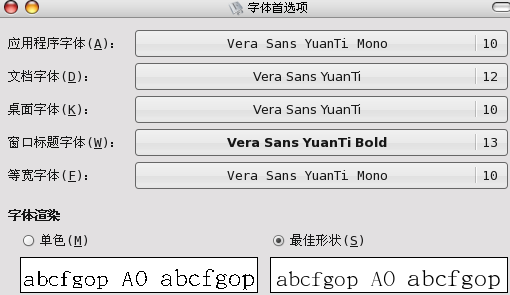 字体首选项
应用程序字体(A): Vera Sans YuanTi Mono 10
文档字体(D): Vera Sans YuanTi 12
桌面字体(K): Vera Sans YuanTi 10
窗口标题字体(W): Vera Sans YuanTi Bold 13
等宽字体(F): Vera Sans YuanTi Mono 10
字体渲染
单色(M) 最佳形状(S)
abcfgop AO abcfgop abcfgop AO abcfgop